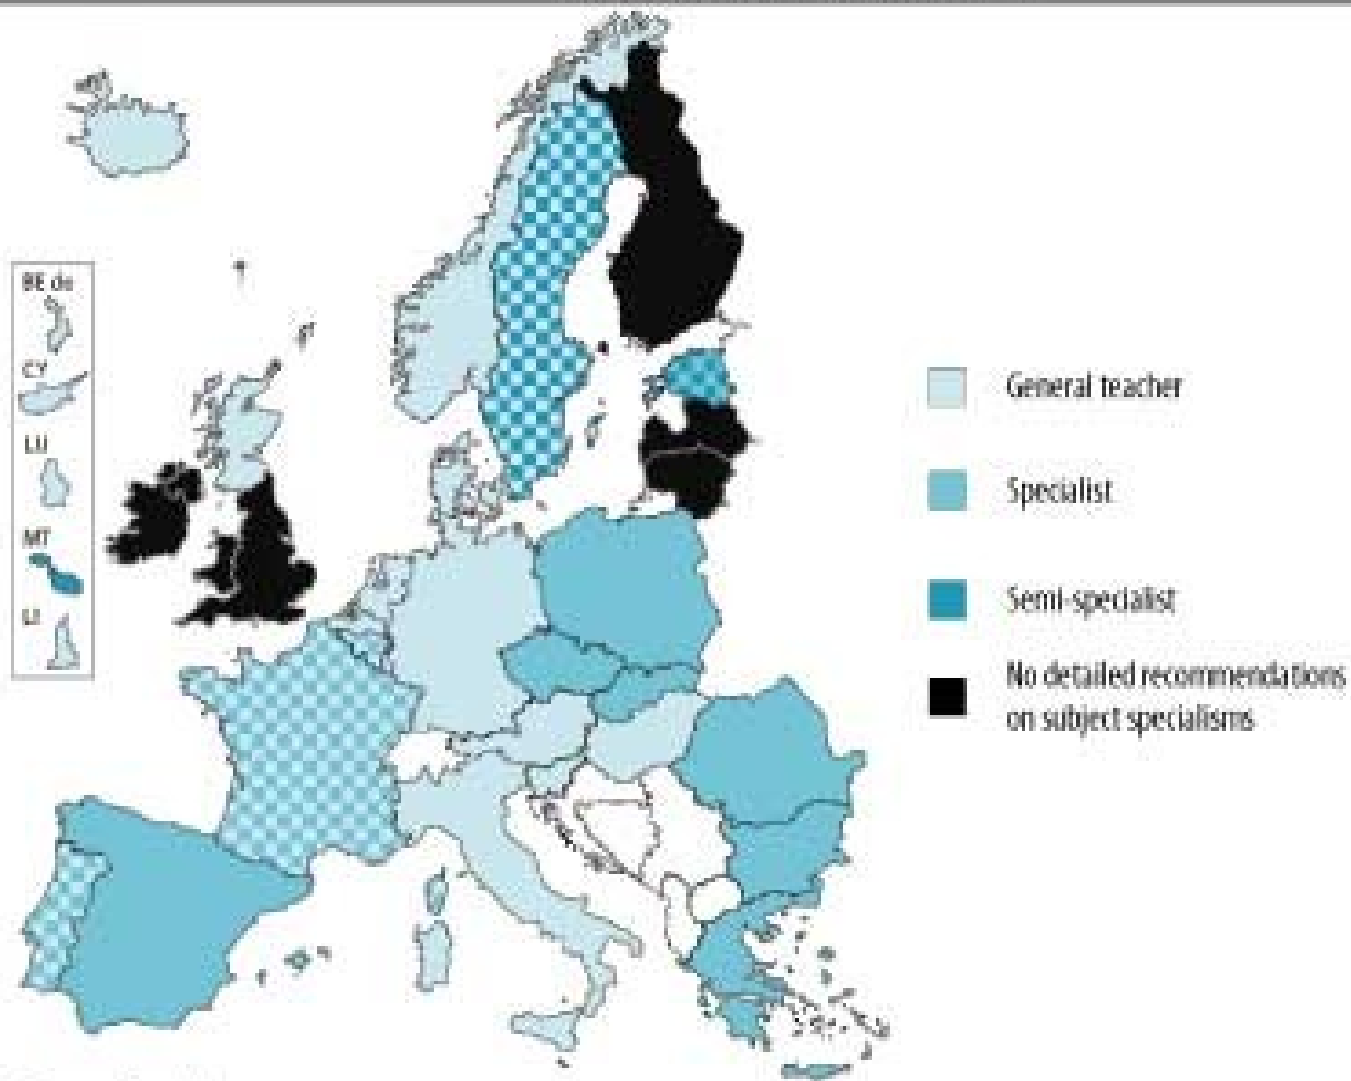 BE de
CY
LU
MT
LI
General teacher
Specialist
Semi-specialist
No detailed recommendations
on subject specialisms